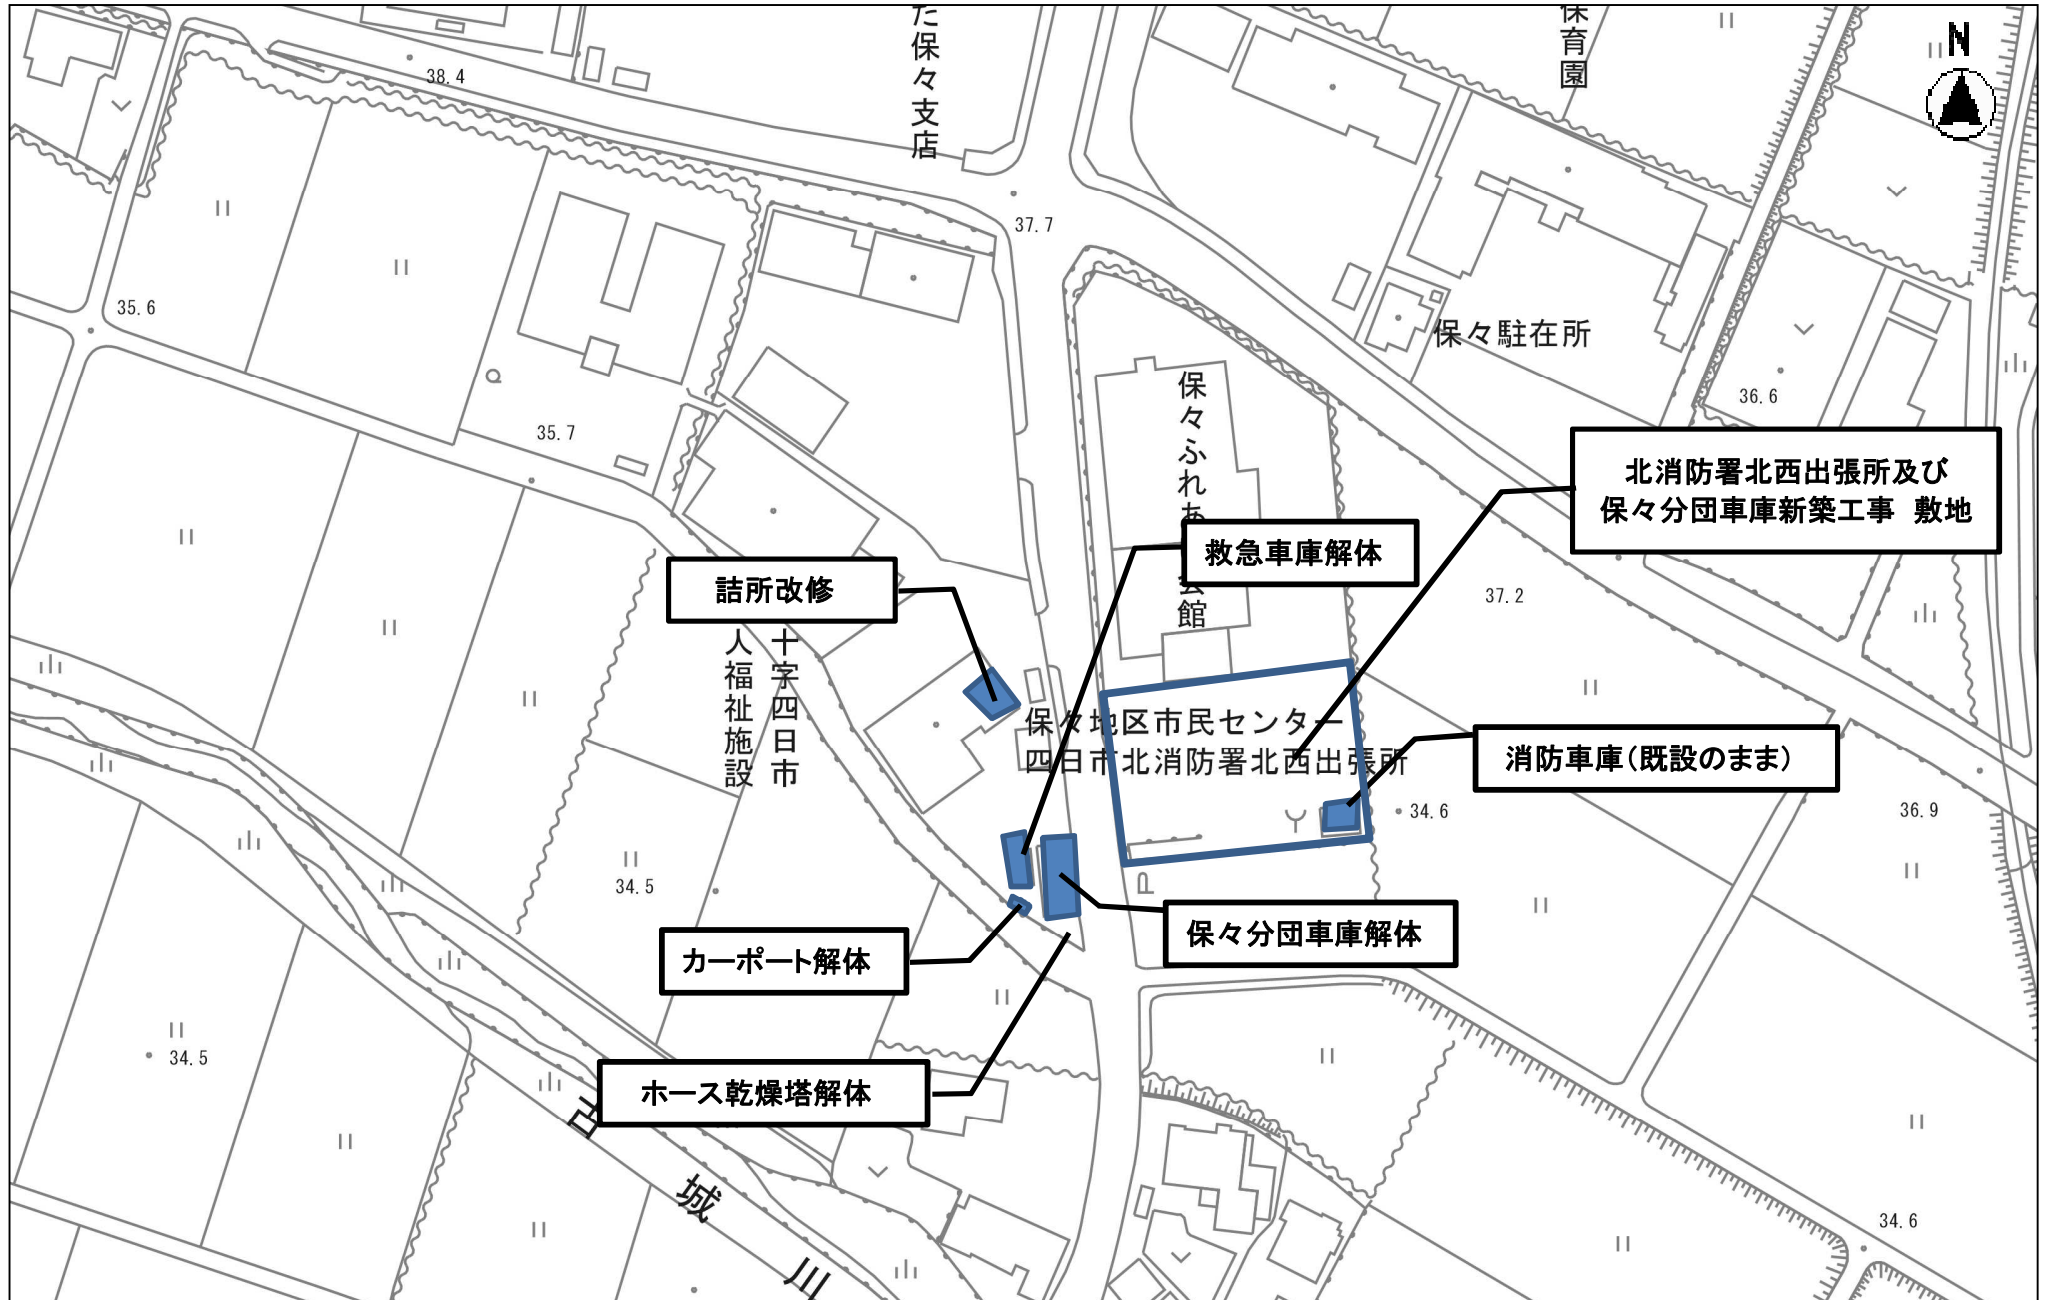 た保々支店
保育園
N
38.4
37.7
35.6
保々駐在所
36.6
35.7
保々ふれあ
会館
北消防署北西出張所及び
保々分団車庫新築工事 敷地
救急車庫解体
詰所改修
37.2
十字四日市
人福祉施設
保々地区市民センター
四日市北消防署北西出張所
消防車庫(既設のまま)
34.6
36.9
34.5
P
保々分団車庫解体
カーポート解体
34.5
ホース乾燥塔解体
古
城
川
34.6